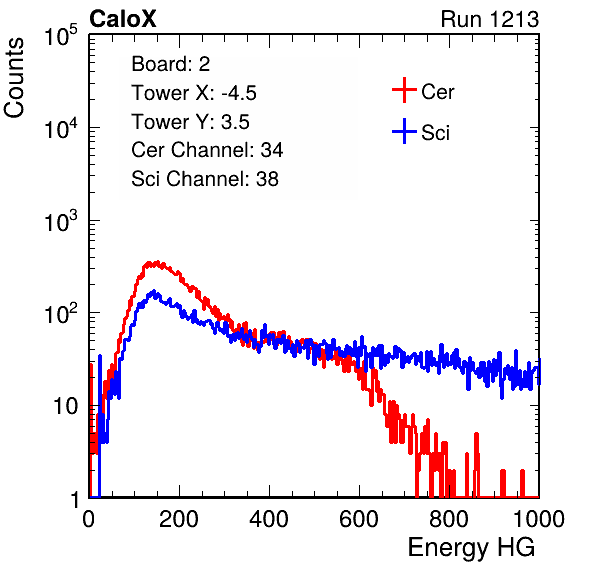 CaloX Run 1213
Counts
Board: 2
Tower X: -4.5
Tower Y: 3.5
Cer Channel: 34
Sci Channel: 38
Cer
Sci
10^5
10^4
10^3
10^2
10
1
0 200 400 600 800 1000
Energy HG